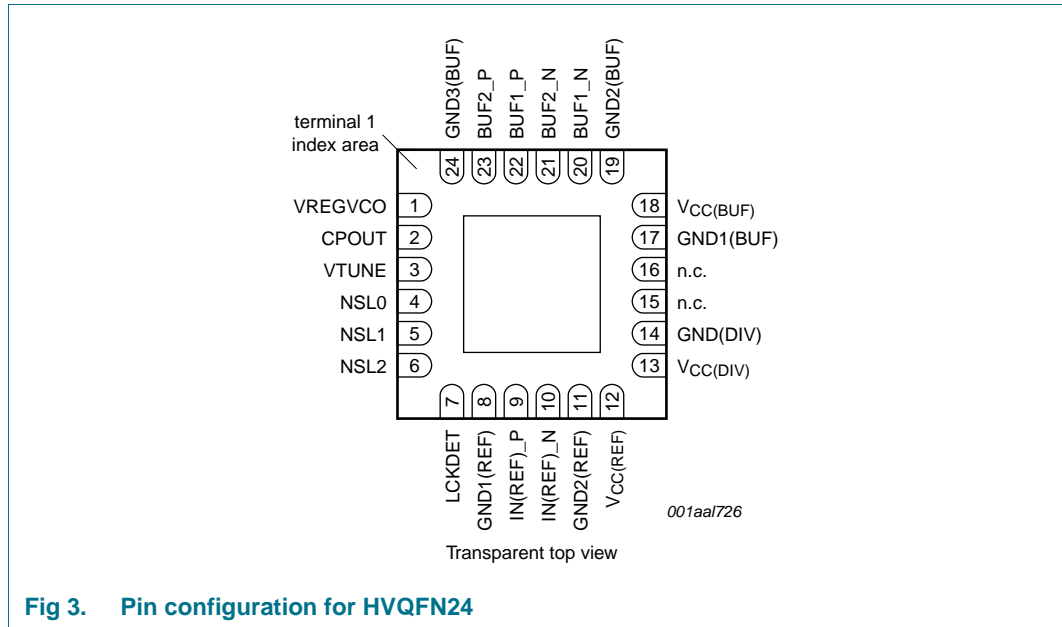 GND3(BUF)
BUF2_P
BUF1_P
BUF2_N
BUF1_N
GND2(BUF)
terminal 1
index area
24
23
22
21
20
19
VREGVCO 1
CPOUT 2
VTUNE 3
NSL0 4
NSL1 5
NSL2 6
18 VCC(BUF)
17 GND1(BUF)
16 n.c.
15 n.c.
14 GND(DIV)
13 VCC(DIV)
7
8
9
10
11
12
LCKDET
GND1(REF)
IN(REF)_P
IN(REF)_N
GND2(REF)
VCC(REF)
001aal726
Transparent top view
Fig 3. Pin configuration for HVQFN24